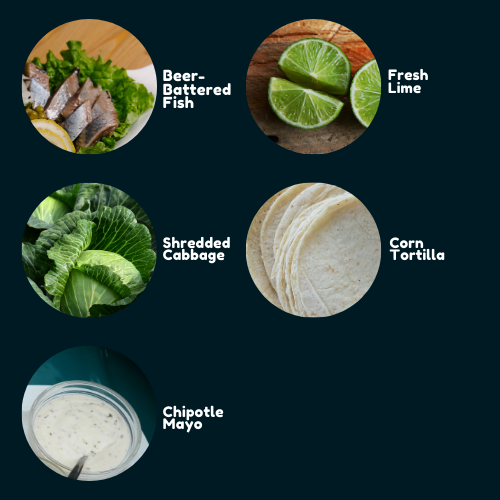 Beer-
Battered
Fish
Fresh
Lime
Shredded
Cabbage
Corn
Tortilla
Chipotle
Mayo